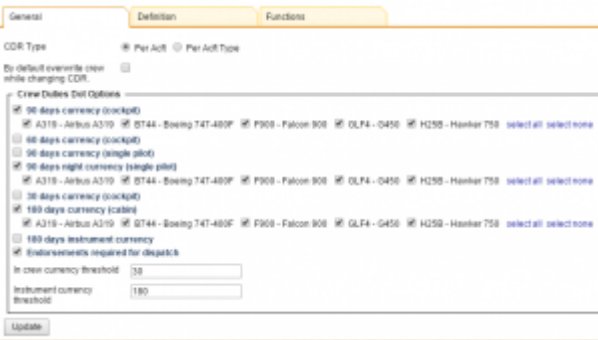 General Definition Functions
CDR Type Per Acft Per Acft Type
By default overwrite crew
while changing CDR.
Crew Duties Det Options
90 days currency (cockpit)
A319 - Airbus A319 B744 - Boeing 747-400F F900 - Falcon 900 GLF4 - G450 H25B - Hawker 750 select all select none
60 days currency (cockpit)
90 days currency (single pilot)
90 days night currency (single pilot)
A319 - Airbus A319 B744 - Boeing 747-400F F900 - Falcon 900 GLF4 - G450 H25B - Hawker 750 select all select none
30 days currency (cockpit)
180 days currency (cabin)
A319 - Airbus A319 B744 - Boeing 747-400F F900 - Falcon 900 GLF4 - G450 H25B - Hawker 750 select all select none
180 days instrument currency
Endorsements required for dispatch
In crew currency threshold 30
Instrument currency 180
threshold
Update